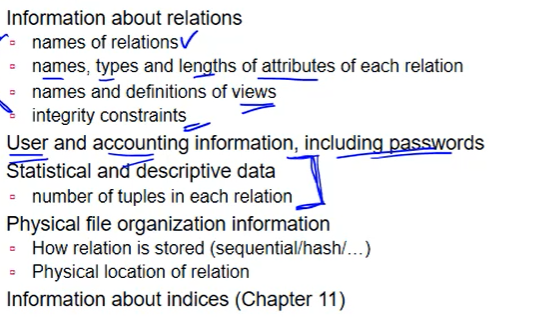 Information about relations
names of relations
names, types and lengths of attributes of each relation
names and definitions of views
integrity constraints
User and accounting information, including passwords
Statistical and descriptive data
number of tuples in each relation
Physical file organization information
How relation is stored (sequential/hash/…)
Physical location of relation
Information about indices (Chapter 11)